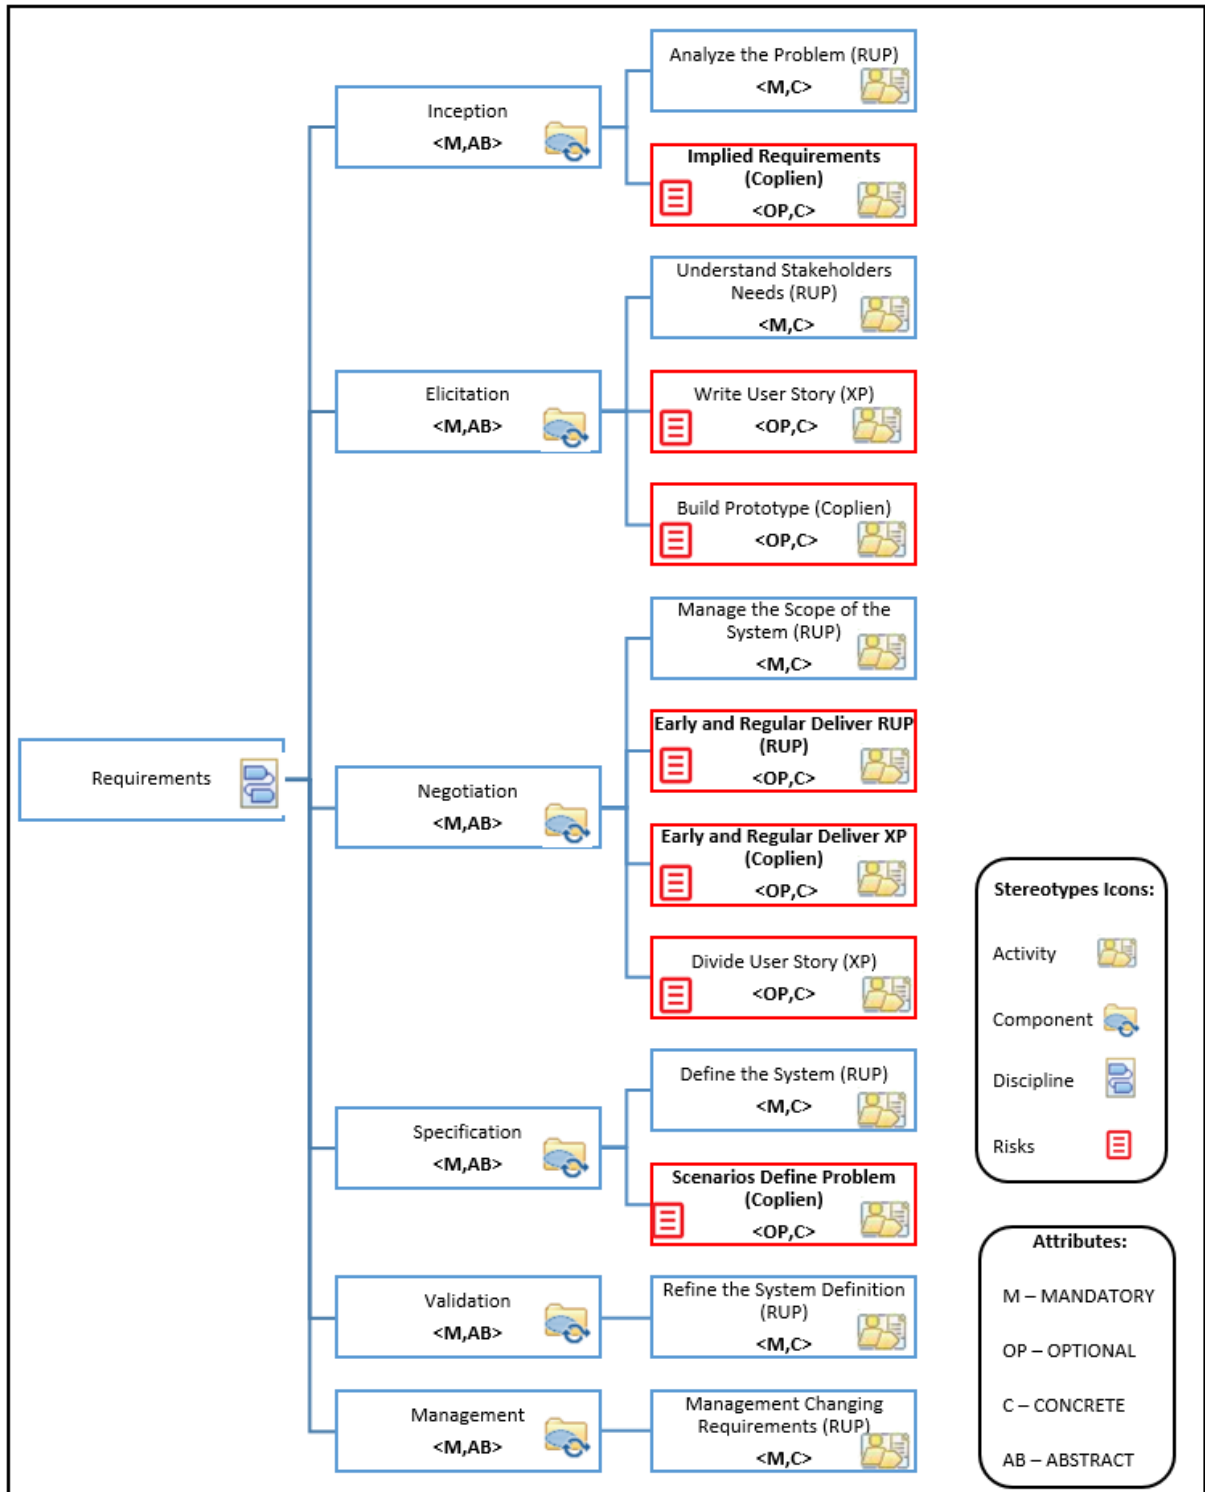 Analyze the Problem (RUP)
<M,C>
Inception
<M,AB>
Implied Requirements
(Coplien)
<OP,C>
Understand Stakeholders
Needs (RUP)
<M,C>
Elicitation
<M,AB>
Write User Story (XP)
<OP,C>
Build Prototype (Coplien)
<OP,C>
Manage the Scope of the
System (RUP)
<M,C>
Early and Regular Deliver RUP
(RUP)
<OP,C>
Requirements
Negotiation
<M,AB>
Early and Regular Deliver XP
(Coplien)
<OP,C>
Divide User Story (XP)
<OP,C>
Define the System (RUP)
<M,C>
Specification
<M,AB>
Scenarios Define Problem
(Coplien)
<OP,C>
Validation
<M,AB>
Refine the System Definition
(RUP)
<M,C>
Management
<M,AB>
Management Changing
Requirements (RUP)
<M,C>
Stereotypes Icons:
Activity
Component
Discipline
Risks
Attributes:
M – MANDATORY
OP – OPTIONAL
C – CONCRETE
AB – ABSTRACT